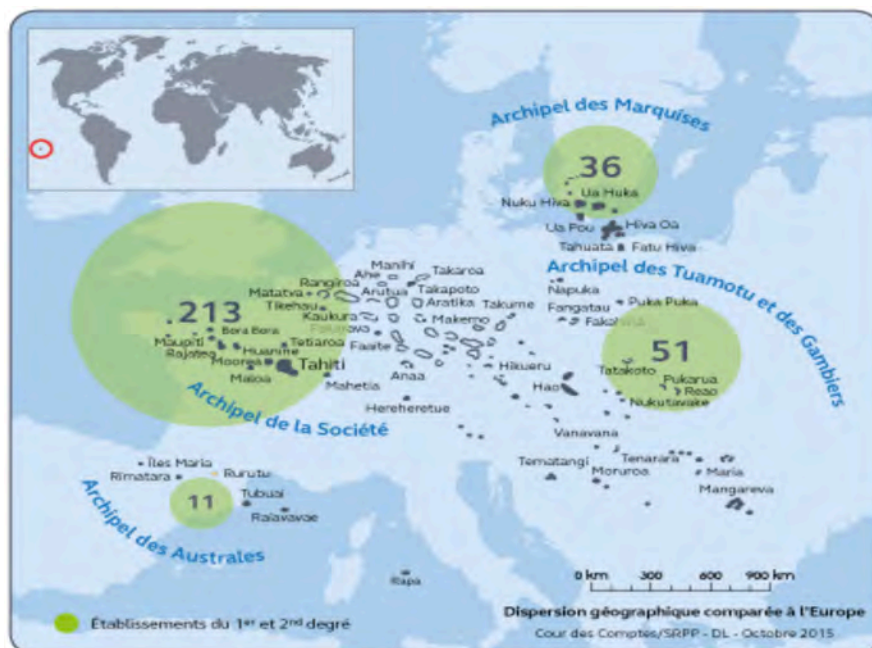 Archipel des Marquises
36
Ua Huka
Nuku Hiva
Ua Pou
Hiva Oa
Tahuata
Fatu Hiva
Archipel des Tuamotu et des Gambiers
Manihi
Ahe
Takaroa
Rangiroa
Arutua
Takapoto
Matatva
Tikehau
Aratika
Takume
Kaukura
Makemo
Napuka
Puka Puka
Fangatau
213
Bora Bora
Maupiti
Huanine
Tetiaroa
Faaite
Moorea
Tahiti
Maiao
Mahetia
Anaa
Hikueru
Hao
51
Tatakoto
Pukarua
Reao
Nukutavake
Hereheretue
Archipel de la Société
Vanavana
Tematangi
Tenarara
Moruroa
Maria
Mangareva
Îles Maria
Rimatara
Rurutu
11
Tubuai
Raiavavae
Archipel des Australes
Rapa
0 km 300 600 900 km
Établissements du 1er et 2nd degré
Dispersion géographique comparée à l'Europe
Cour des Comptes/SRPP - DL - Octobre 2015